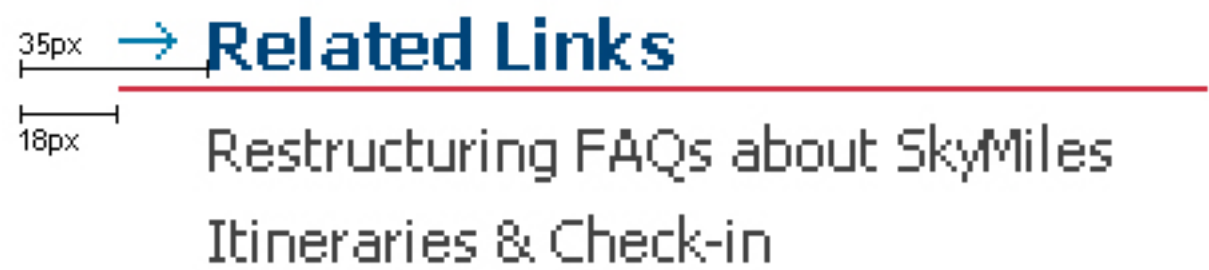 35px → Related Links
18px
Restructuring FAQs about SkyMiles
Itineraries & Check-in